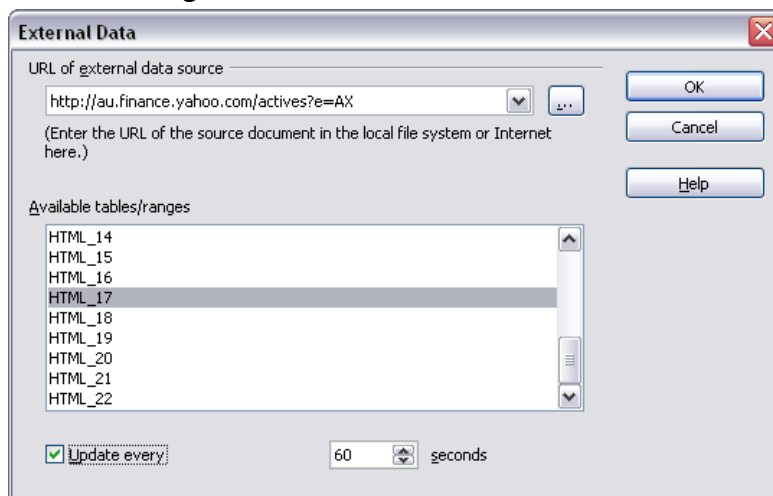 External Data
URL of external data source
http://au.finance.yahoo.com/actives?e=AX
...
OK
(Enter the URL of the source document in the local file system or Internet
here.)
Cancel
Help
Available tables/ranges
HTML_14
HTML_15
HTML_16
HTML_17
HTML_18
HTML_19
HTML_20
HTML_21
HTML_22
Update every
60
seconds